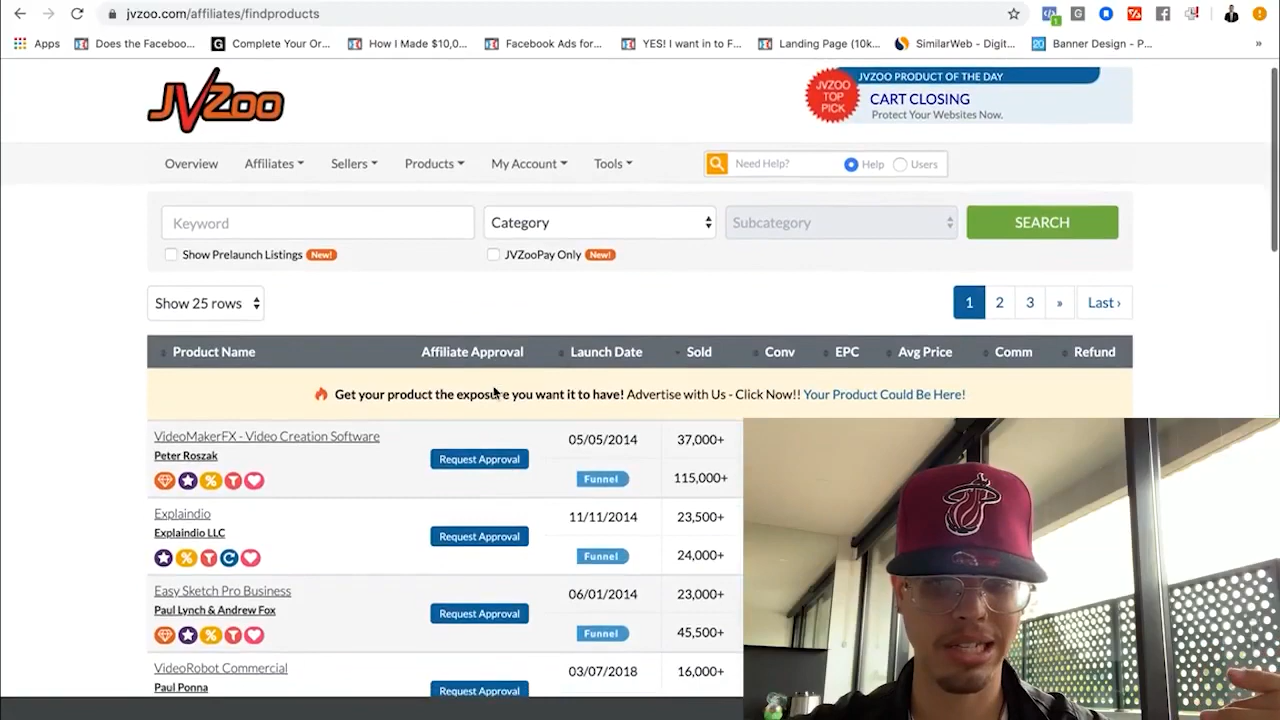 jvzoo.com/affiliates/findproducts
Apps Does the Faceboo... Complete Your Or... How I Made $10,0... Facebook Ads for... YES! I want in to F... Landing Page (10k... SimilarWeb - Digit... 20 Banner Design - P... »
JVZoo
JVZOO TOP PICK
JVZOO PRODUCT OF THE DAY
CART CLOSING
Protect Your Websites Now.
Overview Affiliates Sellers Products My Account Tools Need Help? Help Users
Keyword Category Subcategory SEARCH
Show Prelaunch Listings New! JVZooPay Only New!
Show 25 rows 1 2 3 » Last ›
Product Name Affiliate Approval Launch Date Sold Conv EPC Avg Price Comm Refund
Get your product the exposure you want it to have! Advertise with Us - Click Now!! Your Product Could Be Here!
VideoMakerFX - Video Creation Software 05/05/2014 37,000+
Peter Roszak Request Approval
Funnel 115,000+
Explaindio 11/11/2014 23,500+
Explaindio LLC Request Approval
Funnel 24,000+
Easy Sketch Pro Business 06/01/2014 23,000+
Paul Lynch & Andrew Fox Request Approval
Funnel 45,500+
VideoRobot Commercial 03/07/2018 16,000+
Paul Ponna Request Approval